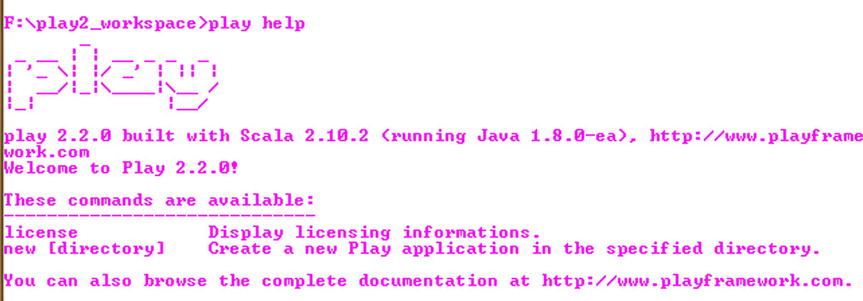 F:\play2_workspace>play help
play
play 2.2.0 built with Scala 2.10.2 (running Java 1.8.0-ea), http://www.playframe
work.com
Welcome to Play 2.2.0!
These commands are available:
-----------------------------
license Display licensing informations.
new [directory] Create a new Play application in the specified directory.
You can also browse the complete documentation at http://www.playframework.com.